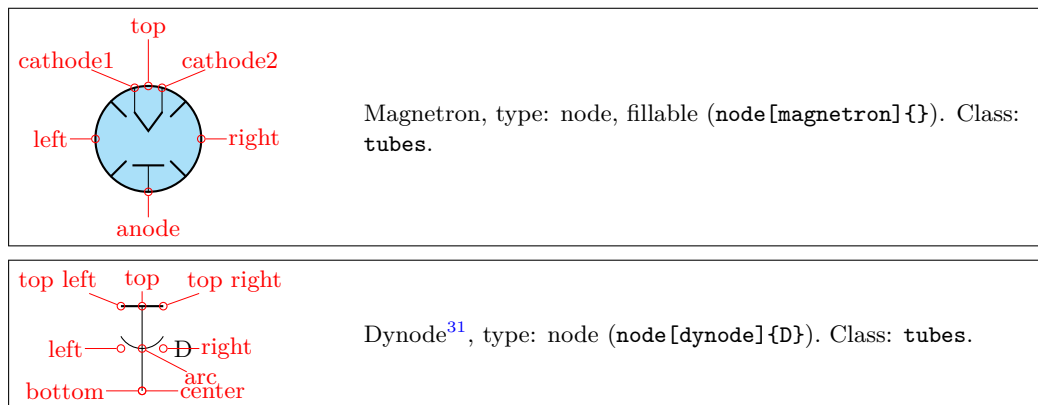 top
cathode1 cathode2
Magnetron, type: node, fillable (node[magnetron]{}). Class:
left right
tubes.
anode
top left top top right
Dynode31, type: node (node[dynode]{D}). Class: tubes.
left D right
arc
bottom center